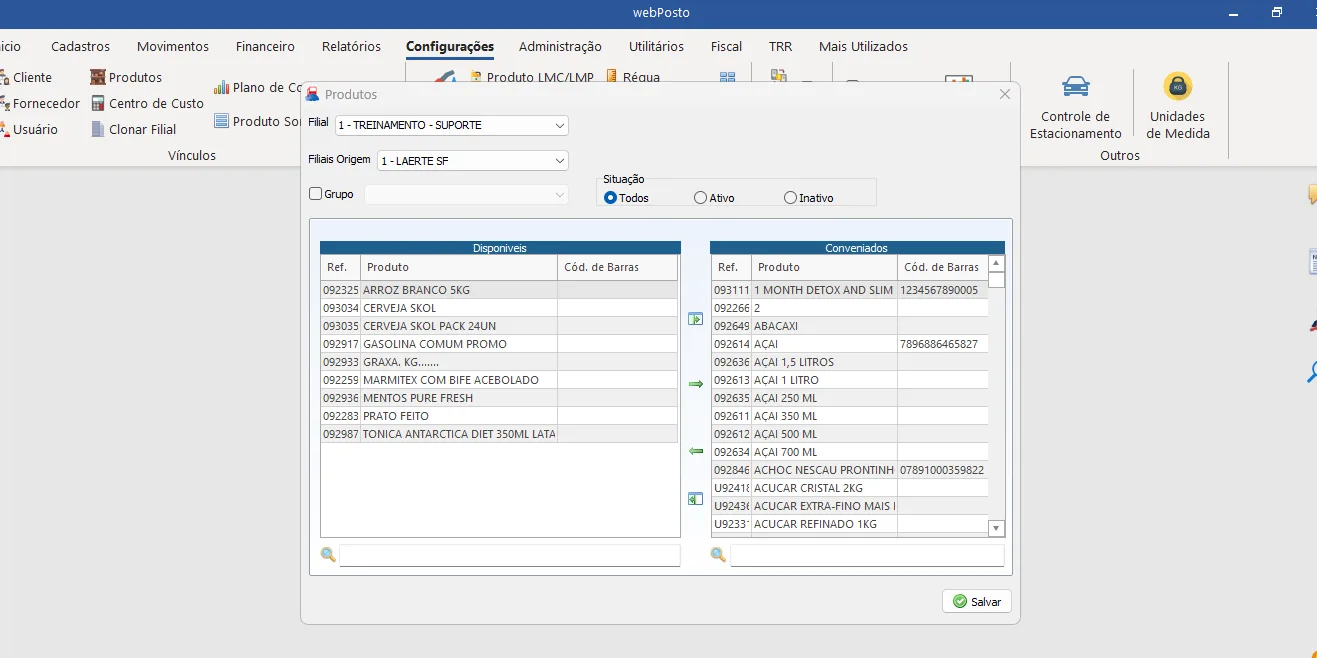 webPosto
icio Cadastros Movimentos Financeiro Relatórios Configurações Administração Utilitários Fiscal TRR Mais Utilizados
Cliente
Fornecedor
Usuário
Produtos
Centro de Custo
Clonar Filial
Plano de Co
Produto So
Vínculos
Produto LMC/LMP
Régua
Controle de
Estacionamento
Unidades
de Medida
Outros
Produtos
Filial 1 - TREINAMENTO - SUPORTE
Filiais Origem 1 - LAERTE SF
Grupo
Situação
Todos Ativo Inativo
Disponiveis
Ref. Produto Cód. de Barras
092325 ARROZ BRANCO 5KG
093034 CERVEJA SKOL
093035 CERVEJA SKOL PACK 24UN
092917 GASOLINA COMUM PROMO
092933 GRAXA. KG.......
092259 MARMITEX COM BIFE ACEBOLADO
092936 MENTOS PURE FRESH
092283 PRATO FEITO
092987 TONICA ANTARCTICA DIET 350ML LATA
Conveniados
Ref. Produto Cód. de Barras
093111 1 MONTH DETOX AND SLIM 1234567890005
092266 2
092649 ABACAXI
092614 AÇAI 7896886465827
092636 AÇAI 1,5 LITROS
092613 AÇAI 1 LITRO
092635 AÇAI 250 ML
092611 AÇAI 350 ML
092612 AÇAI 500 ML
092634 AÇAI 700 ML
092846 ACHOC NESCAU PRONTINH 07891000359822
U92418 ACUCAR CRISTAL 2KG
U92436 ACUCAR EXTRA-FINO MAIS
U92331 ACUCAR REFINADO 1KG
Salvar